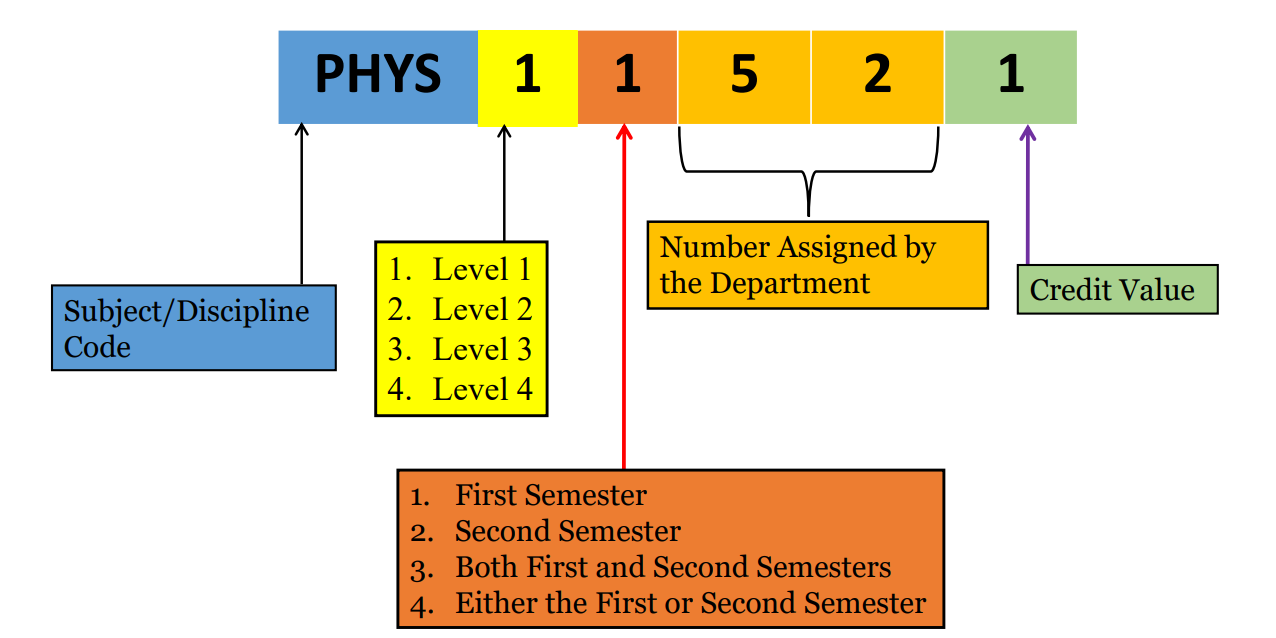 PHYS 1 1 5 2 1
Subject/Discipline
Code
1. Level 1
2. Level 2
3. Level 3
4. Level 4
Number Assigned by
the Department
Credit Value
1. First Semester
2. Second Semester
3. Both First and Second Semesters
4. Either the First or Second Semester